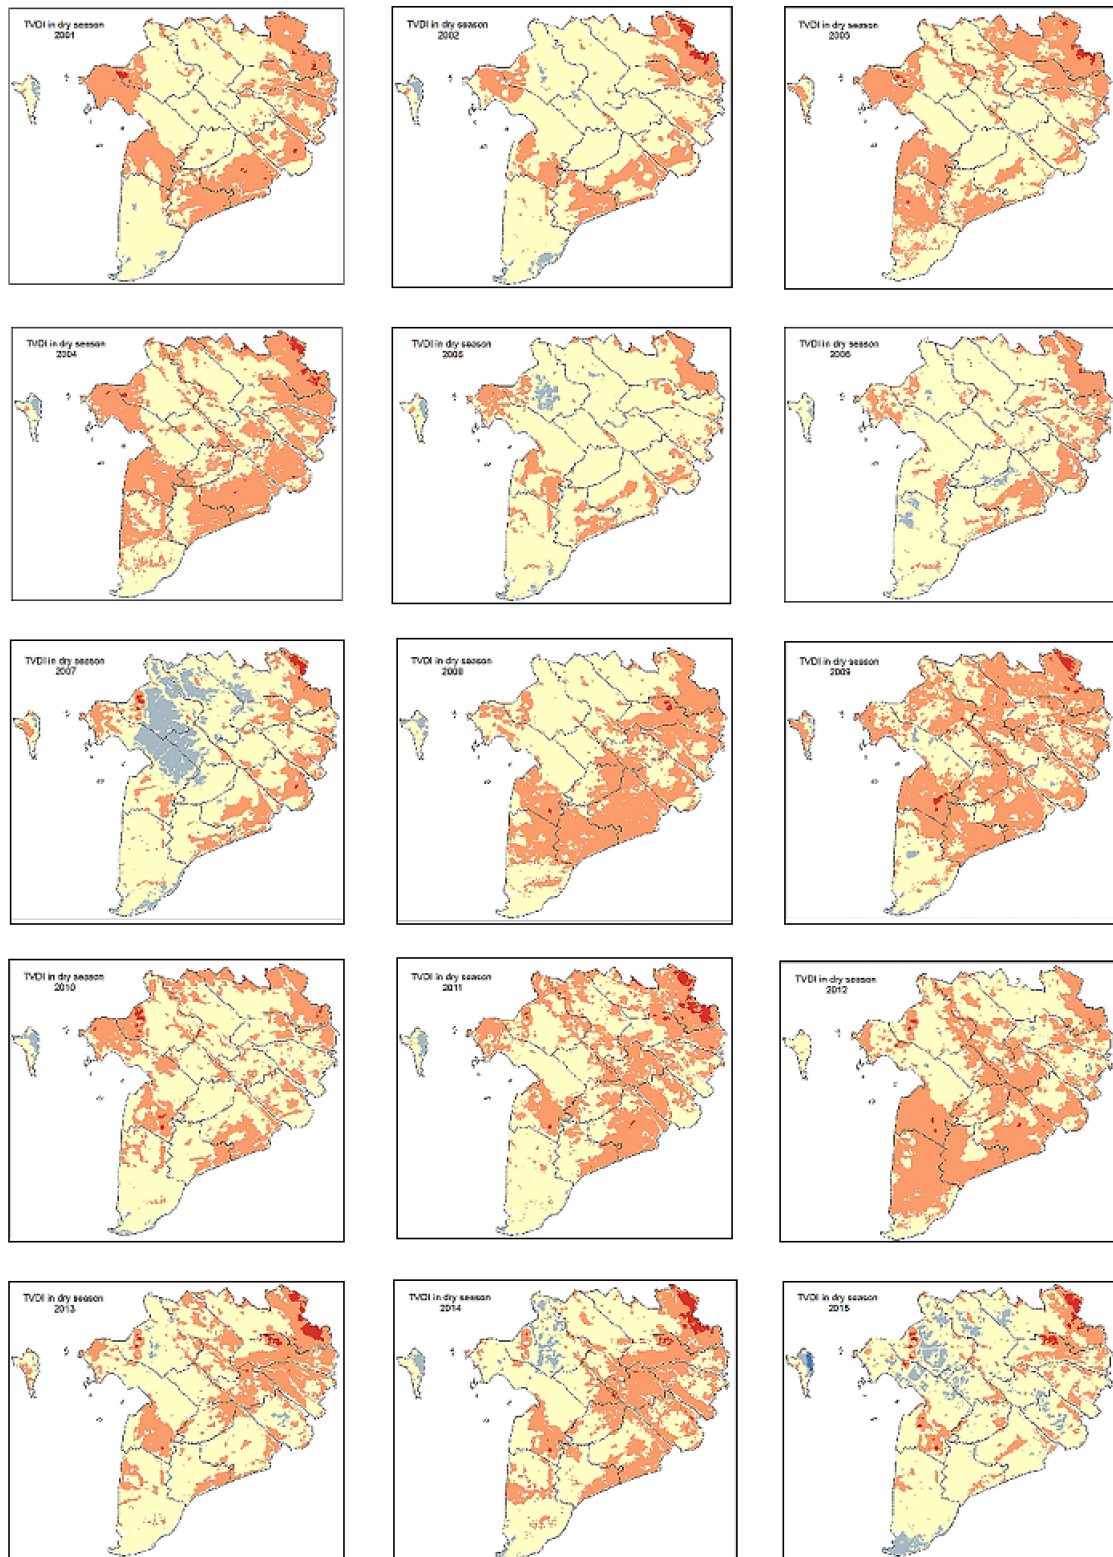 TVDI in dry season
2001
TVDI in dry season
2002
TVDI in dry season
2003
TVDI in dry season
2004
TVDI in dry season
2005
TVDI in dry season
2006
TVDI in dry season
2007
TVDI in dry season
2008
TVDI in dry season
2009
TVDI in dry season
2010
TVDI in dry season
2011
TVDI in dry season
2012
TVDI in dry season
2013
TVDI in dry season
2014
TVDI in dry season
2015